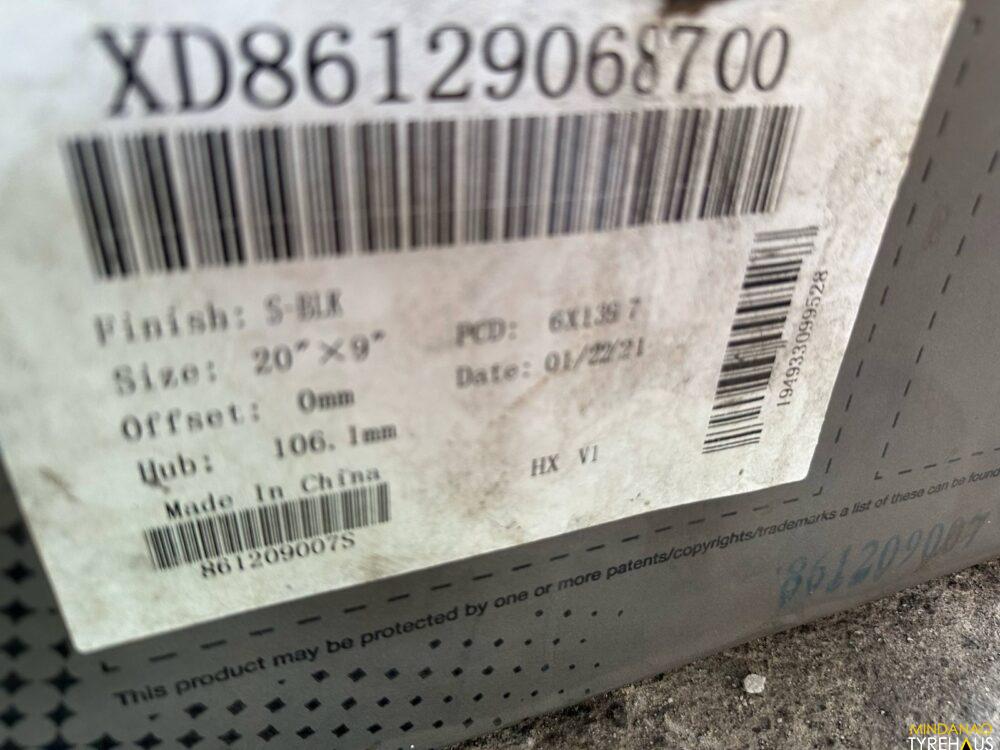 XD86129068700
Finish: S-BLK
Size: 20"×9"
Offset: 0mm
Hub: 106.1mm
Made In China
861209007S
PCD: 6X139.7
Date: 01/22/21
HX V1
194933099528
This product may be protected by one or more patents/copyrights/trademarks a list of these can be found
861209007
MINDANAO
TYREHAUS